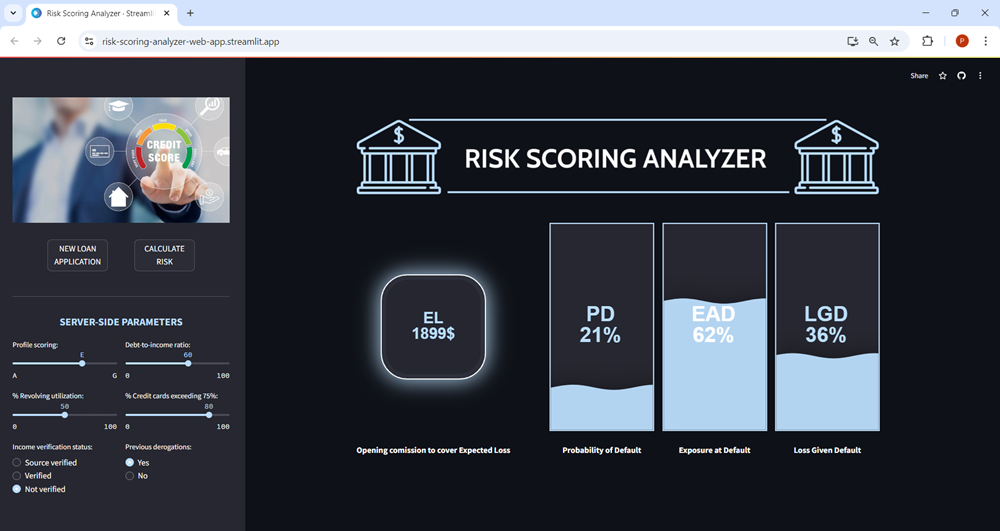 Risk Scoring Analyzer · Streamli
risk-scoring-analyzer-web-app.streamlit.app
P
Share
CREDIT
SCORE
NEW LOAN
APPLICATION
CALCULATE
RISK
SERVER-SIDE PARAMETERS
Profile scoring:
E
A G
Debt-to-income ratio:
60
0 100
% Revolving utilization:
50
0 100
% Credit cards exceeding 75%:
80
0 100
Income verification status:
Source verified
Verified
Not verified
Previous derogations:
Yes
No
$
RISK SCORING ANALYZER
$
EL
1899$
Opening comission to cover Expected Loss
PD
21%
Probability of Default
EAD
62%
Exposure at Default
LGD
36%
Loss Given Default